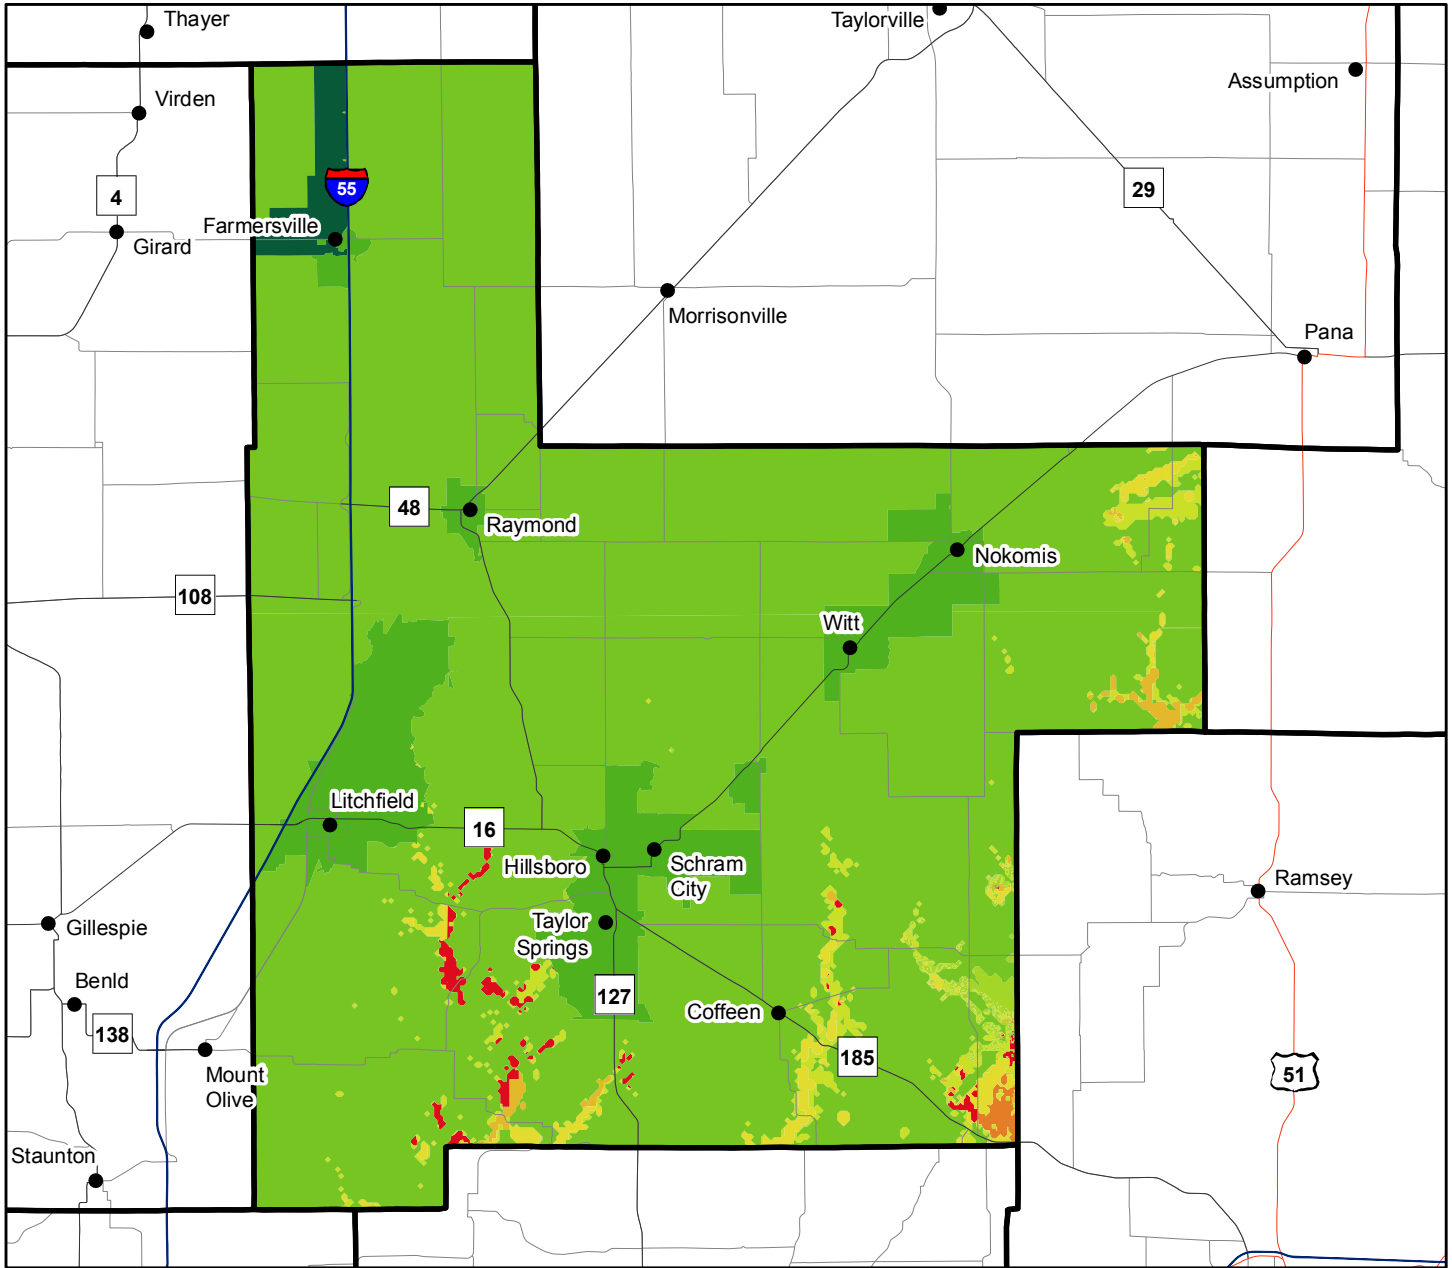 Thayer
Taylorville
Assumption
Virden
4
55
29
Farmersville
Girard
Morrisonville
Pana
48
Raymond
Nokomis
108
Witt
Litchfield
16
Hillsboro
Schram
City
Ramsey
Gillespie
Taylor
Springs
Benld
127
Coffeen
138
185
Mount
Olive
51
Staunton